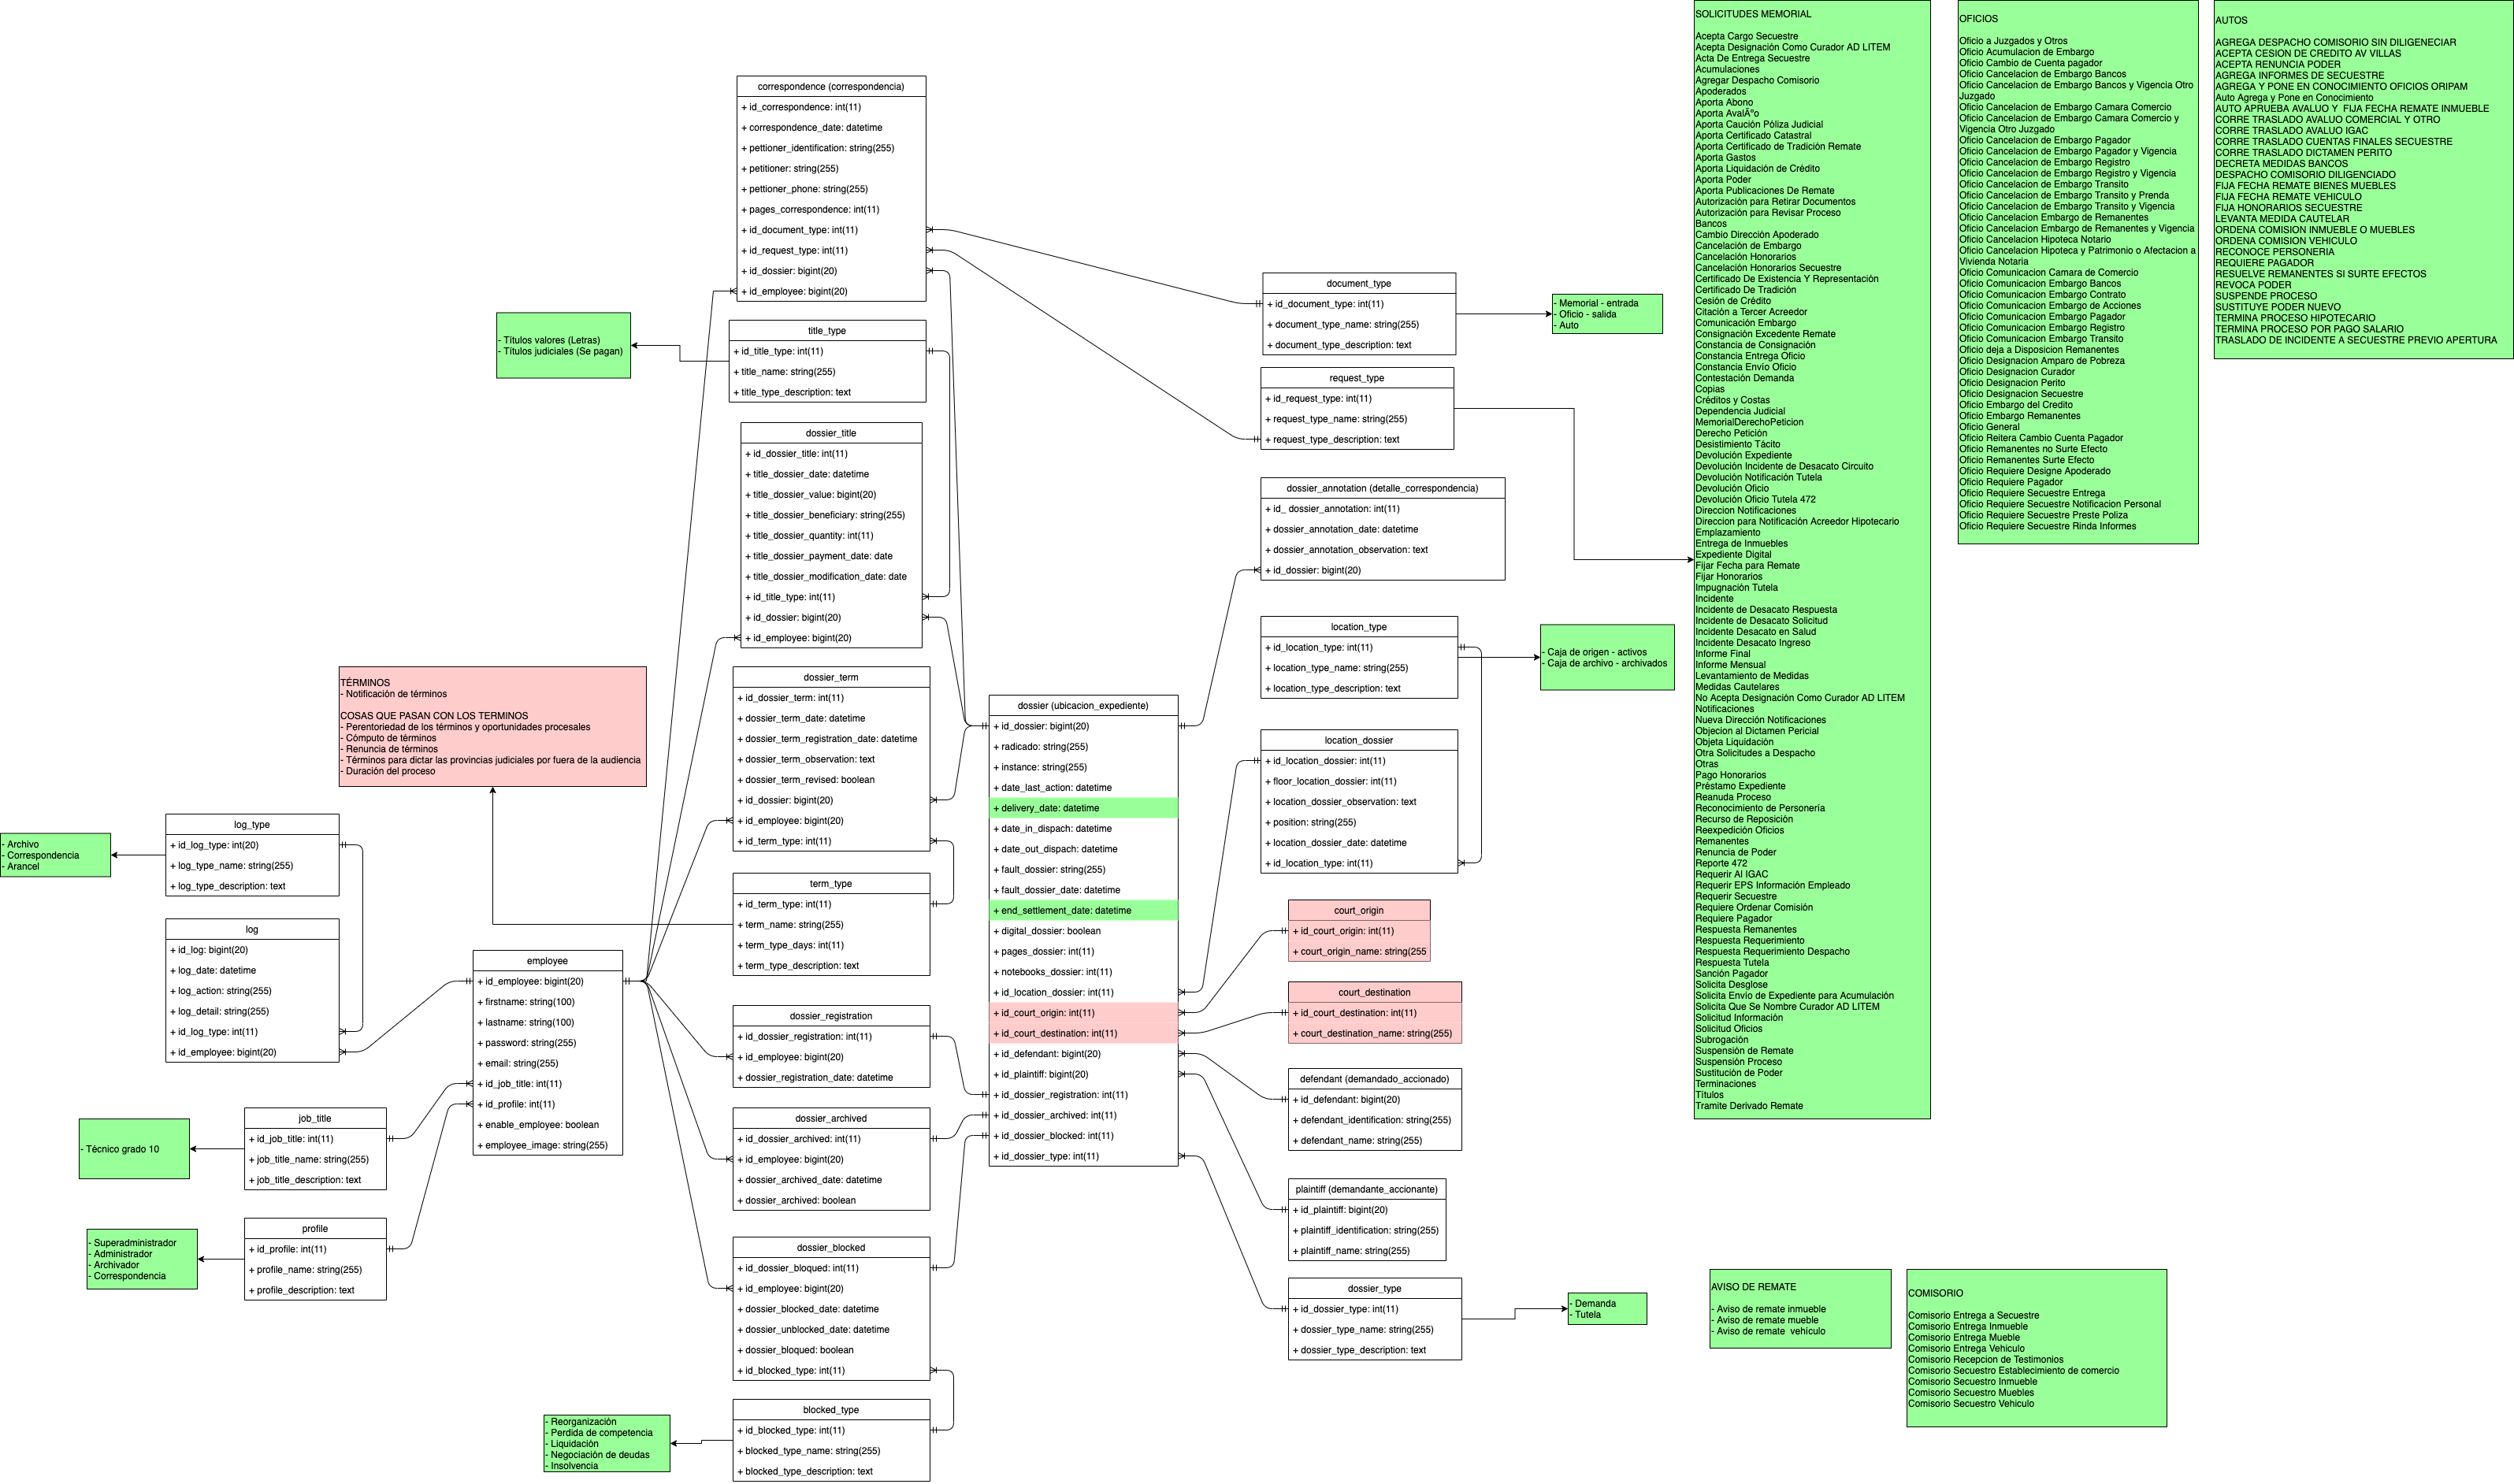 correspondence (correspondencia)
+ id_correspondence: int(11)
+ correspondence_date: datetime
+ pettioner_identification: string(255)
+ petitioner: string(255)
+ pettioner_phone: string(255)
+ pages_correspondence: int(11)
+ id_document_type: int(11)
+ id_request_type: int(11)
+ id_dossier: bigint(20)
+ id_employee: bigint(20)
- Títulos valores (Letras)
- Títulos judiciales (Se pagan)
title_type
+ id_title_type: int(11)
+ title_name: string(255)
+ title_type_description: text
dossier_title
+ id_dossier_title: int(11)
+ title_dossier_date: datetime
+ title_dossier_value: bigint(20)
+ title_dossier_beneficiary: string(255)
+ title_dossier_quantity: int(11)
+ title_dossier_payment_date: date
+ title_dossier_modification_date: date
+ id_title_type: int(11)
+ id_dossier: bigint(20)
+ id_employee: bigint(20)
TÉRMINOS
- Notificación de términos
COSAS QUE PASAN CON LOS TERMINOS
- Perentoriedad de los términos y oportunidades procesales
- Cómputo de términos
- Renuncia de términos
- Términos para dictar las provincias judiciales por fuera de la audiencia
- Duración del proceso
dossier_term
+ id_dossier_term: int(11)
+ dossier_term_date: datetime
+ dossier_term_registration_date: datetime
+ dossier_term_observation: text
+ dossier_term_revised: boolean
+ id_dossier: bigint(20)
+ id_employee: bigint(20)
+ id_term_type: int(11)
term_type
+ id_term_type: int(11)
+ term_name: string(255)
+ term_type_days: int(11)
+ term_type_description: text
- Archivo
- Correspondencia
- Arancel
log_type
+ id_log_type: int(20)
+ log_type_name: string(255)
+ log_type_description: text
log
+ id_log: bigint(20)
+ log_date: datetime
+ log_action: string(255)
+ log_detail: string(255)
+ id_log_type: int(11)
+ id_employee: bigint(20)
employee
+ id_employee: bigint(20)
+ firstname: string(100)
+ lastname: string(100)
+ password: string(255)
+ email: string(255)
+ id_job_title: int(11)
+ id_profile: int(11)
+ enable_employee: boolean
+ employee_image: string(255)
- Técnico grado 10
job_title
+ id_job_title: int(11)
+ job_title_name: string(255)
+ job_title_description: text
- Superadministrador
- Administrador
- Archivador
- Correspondencia
profile
+ id_profile: int(11)
+ profile_name: string(255)
+ profile_description: text
dossier_registration
+ id_dossier_registration: int(11)
+ id_employee: bigint(20)
+ dossier_registration_date: datetime
dossier_archived
+ id_dossier_archived: int(11)
+ id_employee: bigint(20)
+ dossier_archived_date: datetime
+ dossier_archived: boolean
dossier_blocked
+ id_dossier_bloqued: int(11)
+ id_employee: bigint(20)
+ dossier_blocked_date: datetime
+ dossier_unblocked_date: datetime
+ dossier_bloqued: boolean
+ id_blocked_type: int(11)
- Reorganización
- Perdida de competencia
- Liquidación
- Negociación de deudas
- Insolvencia
blocked_type
+ id_blocked_type: int(11)
+ blocked_type_name: string(255)
+ blocked_type_description: text
dossier (ubicacion_expediente)
+ id_dossier: bigint(20)
+ radicado: string(255)
+ instance: string(255)
+ date_last_action: datetime
+ delivery_date: datetime
+ date_in_dispach: datetime
+ date_out_dispach: datetime
+ fault_dossier: string(255)
+ fault_dossier_date: datetime
+ end_settlement_date: datetime
+ digital_dossier: boolean
+ pages_dossier: int(11)
+ notebooks_dossier: int(11)
+ id_location_dossier: int(11)
+ id_court_origin: int(11)
+ id_court_destination: int(11)
+ id_defendant: bigint(20)
+ id_plaintiff: bigint(20)
+ id_dossier_registration: int(11)
+ id_dossier_archived: int(11)
+ id_dossier_blocked: int(11)
+ id_dossier_type: int(11)
document_type
+ id_document_type: int(11)
+ document_type_name: string(255)
+ document_type_description: text
- Memorial - entrada
- Oficio - salida
- Auto
request_type
+ id_request_type: int(11)
+ request_type_name: string(255)
+ request_type_description: text
dossier_annotation (detalle_correspondencia)
+ id_ dossier_annotation: int(11)
+ dossier_annotation_date: datetime
+ dossier_annotation_observation: text
+ id_dossier: bigint(20)
location_type
+ id_location_type: int(11)
+ location_type_name: string(255)
+ location_type_description: text
- Caja de origen - activos
- Caja de archivo - archivados
location_dossier
+ id_location_dossier: int(11)
+ floor_location_dossier: int(11)
+ location_dossier_observation: text
+ position: string(255)
+ location_dossier_date: datetime
+ id_location_type: int(11)
court_origin
+ id_court_origin: int(11)
+ court_origin_name: string(255
court_destination
+ id_court_destination: int(11)
+ court_destination_name: string(255)
defendant (demandado_accionado)
+ id_defendant: bigint(20)
+ defendant_identification: string(255)
+ defendant_name: string(255)
plaintiff (demandante_accionante)
+ id_plaintiff: bigint(20)
+ plaintiff_identification: string(255)
+ plaintiff_name: string(255)
dossier_type
+ id_dossier_type: int(11)
+ dossier_type_name: string(255)
+ dossier_type_description: text
- Demanda
- Tutela
SOLICITUDES MEMORIAL
Acepta Cargo Secuestre
Acepta Designación Como Curador AD LITEM
Acta De Entrega Secuestre
Acumulaciones
Agregar Despacho Comisorio
Apoderados
Aporta Abono
Aporta AvalÃºo
Aporta Caución Póliza Judicial
Aporta Certificado Catastral
Aporta Certificado de Tradición Remate
Aporta Gastos
Aporta Liquidación de Crédito
Aporta Poder
Aporta Publicaciones De Remate
Autorización para Retirar Documentos
Autorización para Revisar Proceso
Bancos
Cambio Dirección Apoderado
Cancelación de Embargo
Cancelación Honorarios
Cancelación Honorarios Secuestre
Certificado De Existencia Y Representación
Certificado De Tradición
Cesión de Crédito
Citación a Tercer Acreedor
Comunicación Embargo
Consignación Excedente Remate
Constancia de Consignación
Constancia Entrega Oficio
Constancia Envío Oficio
Contestación Demanda
Copias
Créditos y Costas
Dependencia Judicial
MemorialDerechoPeticion
Derecho Petición
Desistimiento Tácito
Devolución Expediente
Devolución Incidente de Desacato Circuito
Devolución Notificación Tutela
Devolución Oficio
Devolución Oficio Tutela 472
Direccion Notificaciones
Direccion para Notificación Acreedor Hipotecario
Emplazamiento
Entrega de Inmuebles
Expediente Digital
Fijar Fecha para Remate
Fijar Honorarios
Impugnación Tutela
Incidente
Incidente de Desacato Respuesta
Incidente de Desacato Solicitud
Incidente Desacato en Salud
Incidente Desacato Ingreso
Informe Final
Informe Mensual
Levantamiento de Medidas
Medidas Cautelares
No Acepta Designación Como Curador AD LITEM
Notificaciones
Nueva Dirección Notificaciones
Objecion al Dictamen Pericial
Objeta Liquidación
Otra Solicitudes a Despacho
Otras
Pago Honorarios
Préstamo Expediente
Reanuda Proceso
Reconocimiento de Personería
Recurso de Reposición
Reexpedición Oficios
Remanentes
Renuncia de Poder
Reporte 472
Requerir Al IGAC
Requerir EPS Información Empleado
Requerir Secuestre
Requiere Ordenar Comisión
Requiere Pagador
Respuesta Remanentes
Respuesta Requerimiento
Respuesta Requerimiento Despacho
Respuesta Tutela
Sanción Pagador
Solicita Desglose
Solicita Envío de Expediente para Acumulación
Solicita Que Se Nombre Curador AD LITEM
Solicitud Información
Solicitud Oficios
Subrogación
Suspensión de Remate
Suspensión Proceso
Sustitución de Poder
Terminaciones
Títulos
Tramite Derivado Remate
OFICIOS
Oficio a Juzgados y Otros
Oficio Acumulacion de Embargo
Oficio Cambio de Cuenta pagador
Oficio Cancelacion de Embargo Bancos
Oficio Cancelacion de Embargo Bancos y Vigencia Otro
Juzgado
Oficio Cancelacion de Embargo Camara Comercio
Oficio Cancelacion de Embargo Camara Comercio y
Vigencia Otro Juzgado
Oficio Cancelacion de Embargo Pagador
Oficio Cancelacion de Embargo Pagador y Vigencia
Oficio Cancelacion de Embargo Registro
Oficio Cancelacion de Embargo Registro y Vigencia
Oficio Cancelacion de Embargo Transito
Oficio Cancelacion de Embargo Transito y Prenda
Oficio Cancelacion de Embargo Transito y Vigencia
Oficio Cancelacion Embargo de Remanentes
Oficio Cancelacion Embargo de Remanentes y Vigencia
Oficio Cancelacion Hipoteca Notario
Oficio Cancelacion Hipoteca y Patrimonio o Afectacion a
Vivienda Notaria
Oficio Comunicacion Camara de Comercio
Oficio Comunicacion Embargo Bancos
Oficio Comunicacion Embargo Contrato
Oficio Comunicacion Embargo de Acciones
Oficio Comunicacion Embargo Pagador
Oficio Comunicacion Embargo Registro
Oficio Comunicacion Embargo Transito
Oficio deja a Disposicion Remanentes
Oficio Designacion Amparo de Pobreza
Oficio Designacion Curador
Oficio Designacion Perito
Oficio Designacion Secuestre
Oficio Embargo del Credito
Oficio Embargo Remanentes
Oficio General
Oficio Reitera Cambio Cuenta Pagador
Oficio Remanentes no Surte Efecto
Oficio Remanentes Surte Efecto
Oficio Requiere Designe Apoderado
Oficio Requiere Pagador
Oficio Requiere Secuestre Entrega
Oficio Requiere Secuestre Notificacion Personal
Oficio Requiere Secuestre Preste Poliza
Oficio Requiere Secuestre Rinda Informes
AUTOS
AGREGA DESPACHO COMISORIO SIN DILIGENECIAR
ACEPTA CESION DE CREDITO AV VILLAS
ACEPTA RENUNCIA PODER
AGREGA INFORMES DE SECUESTRE
AGREGA Y PONE EN CONOCIMIENTO OFICIOS ORIPAM
Auto Agrega y Pone en Conocimiento
AUTO APRUEBA AVALUO Y FIJA FECHA REMATE INMUEBLE
CORRE TRASLADO AVALUO COMERCIAL Y OTRO
CORRE TRASLADO AVALUO IGAC
CORRE TRASLADO CUENTAS FINALES SECUESTRE
CORRE TRASLADO DICTAMEN PERITO
DECRETA MEDIDAS BANCOS
DESPACHO COMISORIO DILIGENCIADO
FIJA FECHA REMATE BIENES MUEBLES
FIJA FECHA REMATE VEHICULO
FIJA HONORARIOS SECUESTRE
LEVANTA MEDIDA CAUTELAR
ORDENA COMISION INMUEBLE O MUEBLES
ORDENA COMISION VEHICULO
RECONOCE PERSONERIA
REQUIERE PAGADOR
RESUELVE REMANENTES SI SURTE EFECTOS
REVOCA PODER
SUSPENDE PROCESO
SUSTITUYE PODER NUEVO
TERMINA PROCESO HIPOTECARIO
TERMINA PROCESO POR PAGO SALARIO
TRASLADO DE INCIDENTE A SECUESTRE PREVIO APERTURA
AVISO DE REMATE
- Aviso de remate inmueble
- Aviso de remate mueble
- Aviso de remate vehículo
COMISORIO
Comisorio Entrega a Secuestre
Comisorio Entrega Inmueble
Comisorio Entrega Mueble
Comisorio Entrega Vehiculo
Comisorio Recepcion de Testimonios
Comisorio Secuestro Establecimiento de comercio
Comisorio Secuestro Inmueble
Comisorio Secuestro Muebles
Comisorio Secuestro Vehiculo